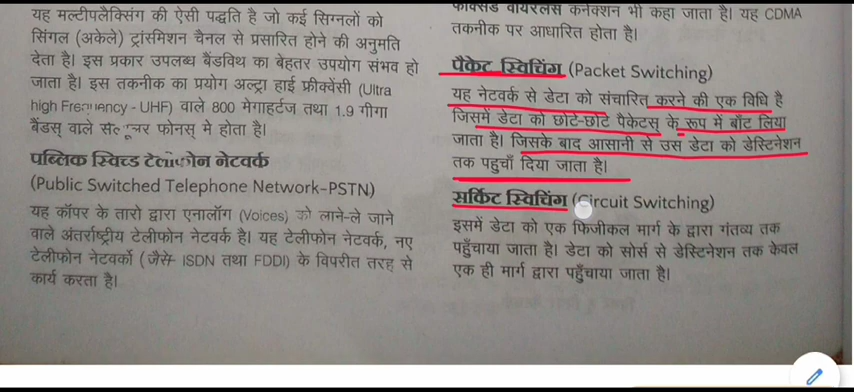 यह मल्टीपलैक्सिंग की ऐसी पद्धति है जो कई सिग्नलों को
सिंगल (अकेले) ट्रांसमिशन चैनल से प्रसारित होने की अनुमति
देता है। इस प्रकार उपलब्ध बैंडविथ का बेहतर उपयोग संभव हो
जाता है। इस तकनीक का प्रयोग अल्ट्रा हाई फ्रीक्वेंसी (Ultra
high Frequency - UHF) वाले 800 मेगाहर्टज तथा 1.9 गीगा
बैंडस् वाले सेलूलर फोनस् मे होता है।
पब्लिक स्विच्ड टेलीफोन नेटवर्क
(Public Switched Telephone Network-PSTN)
यह कॉपर के तारो द्वारा एनालॉग (Voices) को लाने-ले जाने
वाले अंतर्राष्ट्रीय टेलीफोन नेटवर्क है। यह टेलीफोन नेटवर्क, नए
टेलीफोन नेटवर्को (जैसे- ISDN तथा FDDI) के विपरीत तरह से
कार्य करता है।
फिक्सड वायरलेस कनेक्शन भी कहा जाता है। यह CDMA
तकनीक पर आधारित होता है।
पैकेट स्विचिंग (Packet Switching)
यह नेटवर्क से डेटा को संचारित करने की एक विधि है
जिसमें डेटा को छोटे-छोटे पैकेटस् के रूप में बाँट लिया
जाता है। जिसके बाद आसानी से उस डेटा को डेस्टिनेशन
तक पहुचाँ दिया जाता है।
सर्किट स्विचिंग (Circuit Switching)
इसमें डेटा को एक फिजीकल मार्ग के द्वारा गंतव्य तक
पहुँचाया जाता है। डेटा को सोर्स से डेस्टिनेशन तक केवल
एक ही मार्ग द्वारा पहुँचाया जाता है।